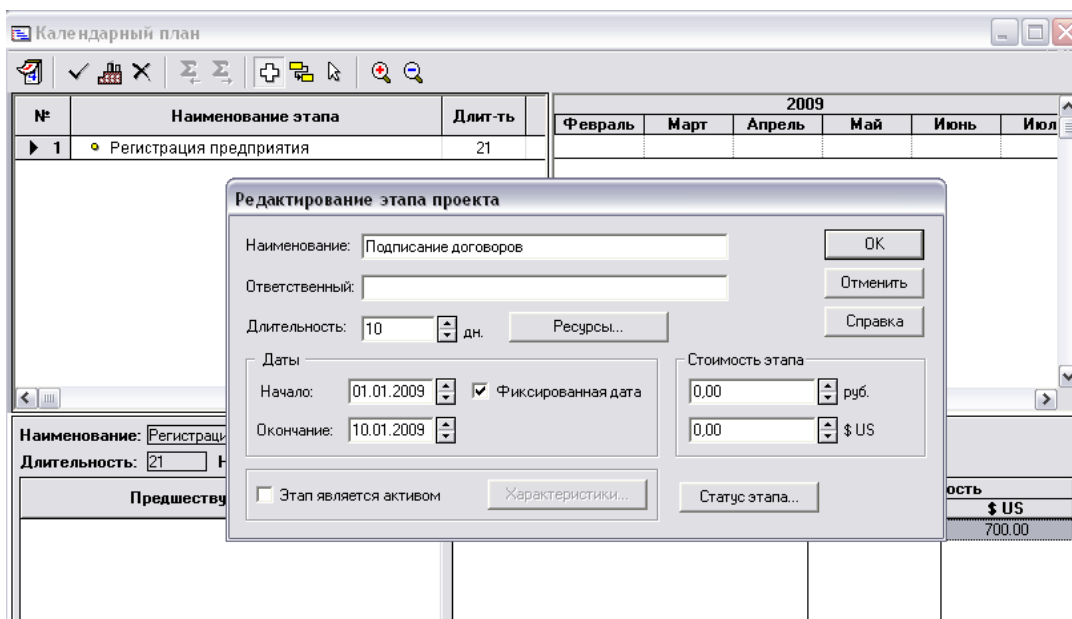 Календарный план
№ Наименование этапа Длит-ть
2009
Февраль Март Апрель Май Июнь Июл
1 Регистрация предприятия 21
Редактирование этапа проекта
Наименование: Подписание договоров OK
Ответственный: Отменить
Длительность: 10 дн. Ресурсы... Справка
Даты Стоимость этапа
Начало: 01.01.2009 Фиксированная дата 0,00 руб.
Окончание: 10.01.2009 0,00 $ US
Этап является активом Характеристики... Статус этапа...
Наименование: Регистраци
Длительность: 21 Н
Предшеству ость
$ US
700.00